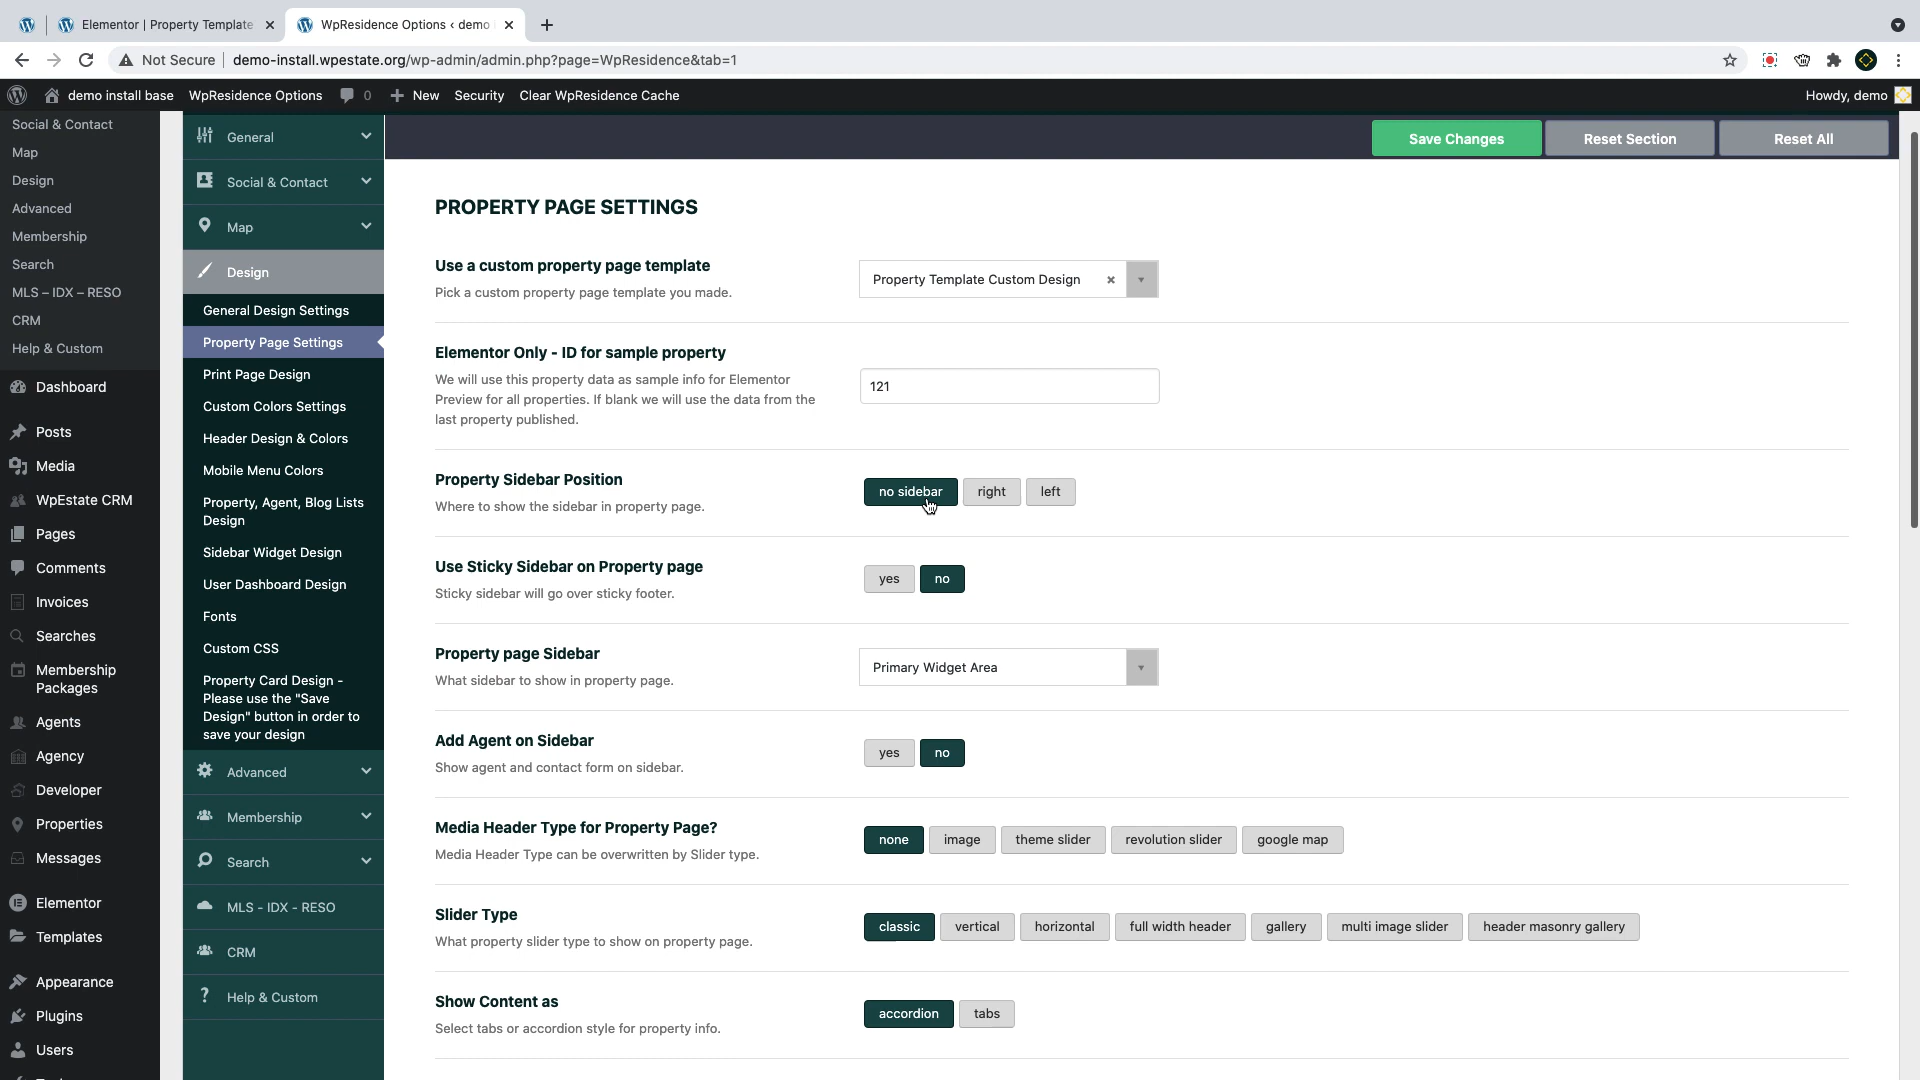 Elementor | Property Template
WpResidence Options ‹ demo
Not Secure
demo-install.wpestate.org/wp-admin/admin.php?page=WpResidence&tab=1
demo install base
WpResidence Options
0
New
Security
Clear WpResidence Cache
Howdy, demo
Social & Contact
Map
Design
Advanced
Membership
Search
MLS – IDX – RESO
CRM
Help & Custom
Dashboard
Posts
Media
WpEstate CRM
Pages
Comments
Invoices
Searches
Membership
Packages
Agents
Agency
Developer
Properties
Messages
Elementor
Templates
Appearance
Plugins
Users
General
Social & Contact
Map
Design
General Design Settings
Property Page Settings
Print Page Design
Custom Colors Settings
Header Design & Colors
Mobile Menu Colors
Property, Agent, Blog Lists
Design
Sidebar Widget Design
User Dashboard Design
Fonts
Custom CSS
Property Card Design -
Please use the "Save
Design" button in order to
save your design
Advanced
Membership
Search
MLS - IDX - RESO
CRM
Help & Custom
Save Changes
Reset Section
Reset All
PROPERTY PAGE SETTINGS
Use a custom property page template
Pick a custom property page template you made.
Property Template Custom Design
Elementor Only - ID for sample property
We will use this property data as sample info for Elementor
Preview for all properties. If blank we will use the data from the
last property published.
121
Property Sidebar Position
Where to show the sidebar in property page.
no sidebar
right
left
Use Sticky Sidebar on Property page
Sticky sidebar will go over sticky footer.
yes
no
Property page Sidebar
What sidebar to show in property page.
Primary Widget Area
Add Agent on Sidebar
Show agent and contact form on sidebar.
yes
no
Media Header Type for Property Page?
Media Header Type can be overwritten by Slider type.
none
image
theme slider
revolution slider
google map
Slider Type
What property slider type to show on property page.
classic
vertical
horizontal
full width header
gallery
multi image slider
header masonry gallery
Show Content as
Select tabs or accordion style for property info.
accordion
tabs